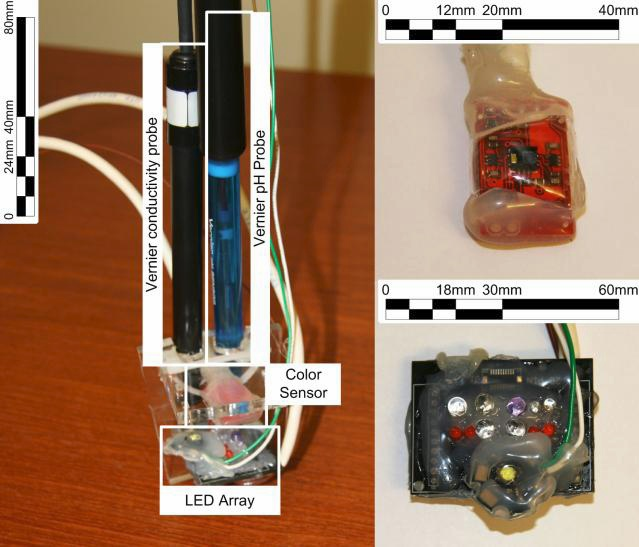 0 24mm 40mm 80mm
Vernier conductivity probe
Vernier pH Probe
Color
Sensor
LED Array
0 12mm 20mm 40mm
0 18mm 30mm 60mm